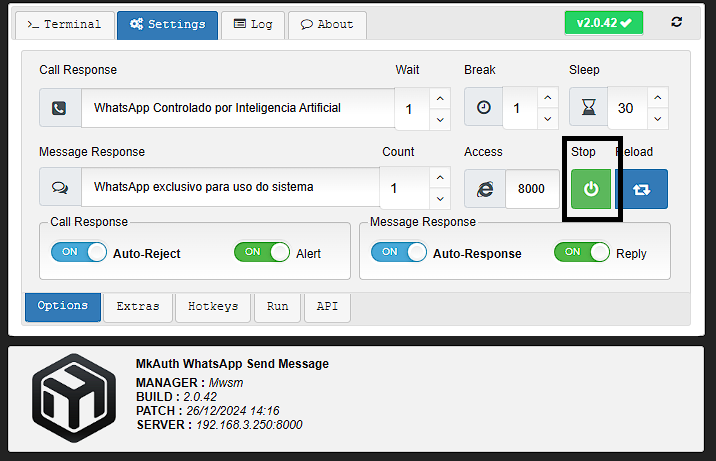 >_ Terminal
Settings
Log
About
v2.0.42
Call Response
Wait
Break
Sleep
WhatsApp Controlado por Inteligencia Artificial
1
1
30
Message Response
Count
Access
Stop
Reload
WhatsApp exclusivo para uso do sistema
1
8000
Call Response
Message Response
ON
Auto-Reject
ON
Alert
ON
Auto-Response
ON
Reply
Options
Extras
Hotkeys
Run
API
MkAuth WhatsApp Send Message
MANAGER : Mwsm
BUILD : 2.0.42
PATCH : 26/12/2024 14:16
SERVER : 192.168.3.250:8000